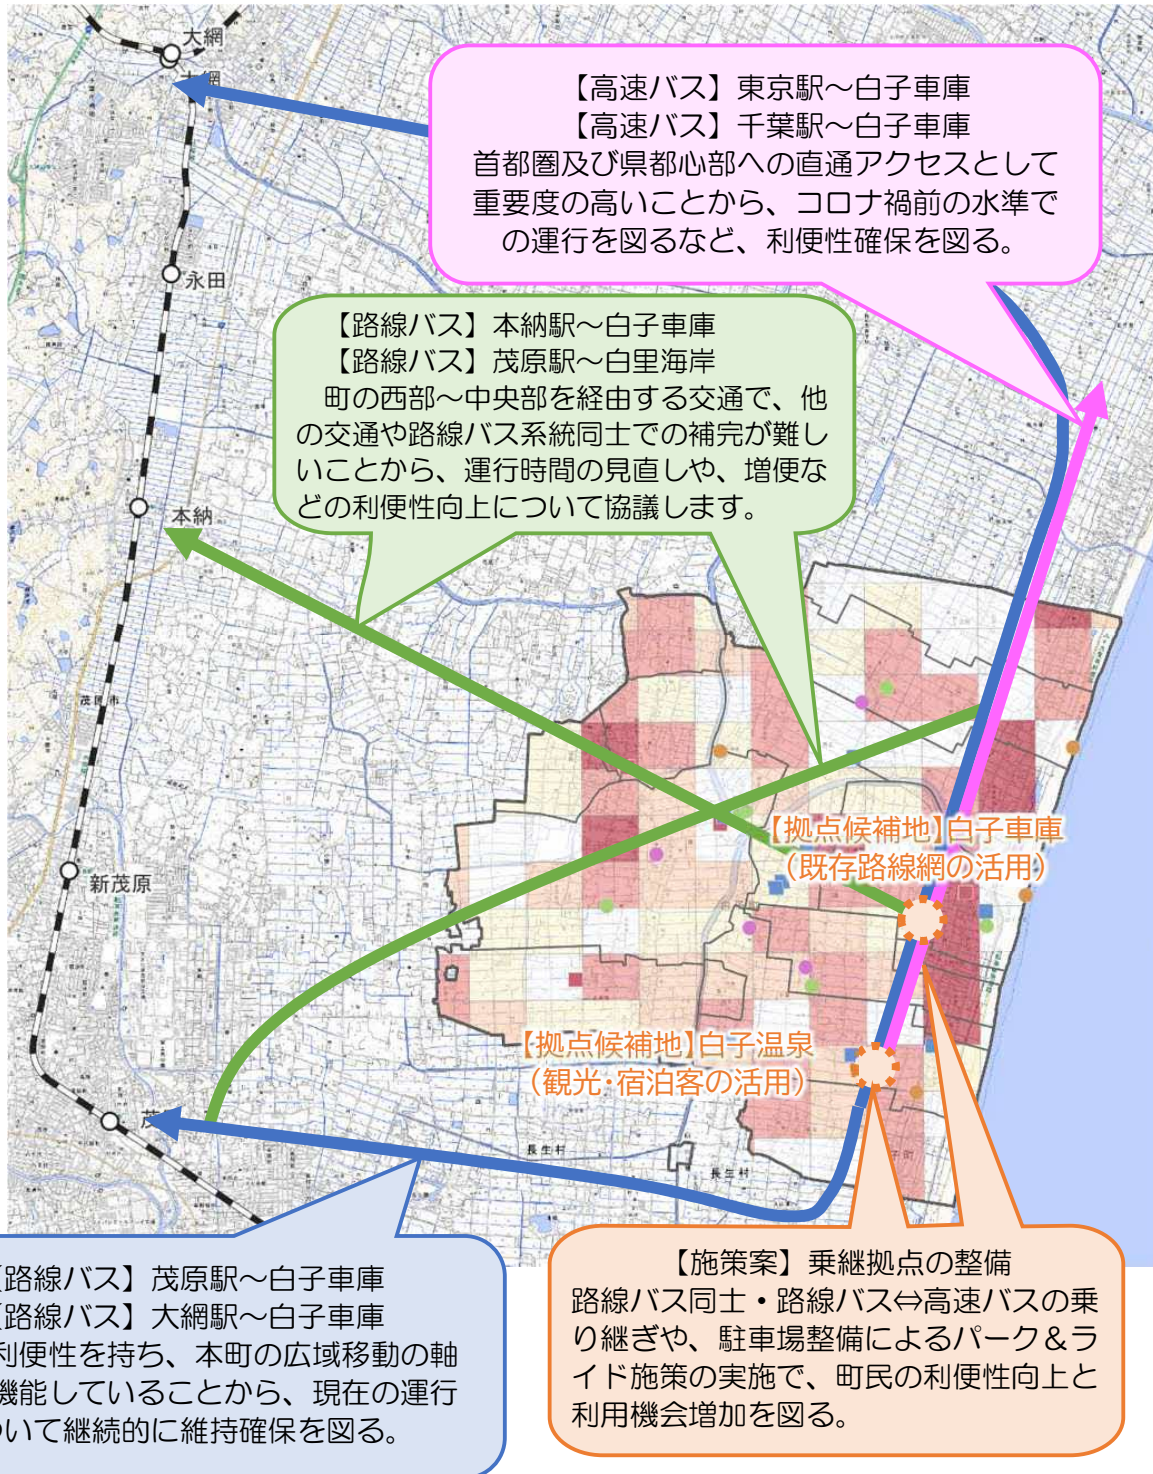 大網
大網
【高速バス】東京駅～白子車庫
【高速バス】千葉駅～白子車庫
首都圏及び県都心部への直通アクセスとして
重要度の高いことから、コロナ禍前の水準で
の運行を図るなど、利便性確保を図る。
永田
【路線バス】本納駅～白子車庫
【路線バス】茂原駅～白里海岸
町の西部～中央部を経由する交通で、他
の交通や路線バス系統同士での補完が難し
いことから、運行時間の見直しや、増便な
どの利便性向上について協議します。
本納
茂原市
【拠点候補地】白子車庫
（既存路線網の活用）
新茂原
【拠点候補地】白子温泉
（観光・宿泊客の活用）
茂
長生村
長生村
子町
路線バス】茂原駅～白子車庫
路線バス】大網駅～白子車庫
利便性を持ち、本町の広域移動の軸
機能していることから、現在の運行
いて継続的に維持確保を図る。
【施策案】乗継拠点の整備
路線バス同士・路線バス⇔高速バスの乗
り継ぎや、駐車場整備によるパーク＆ラ
イド施策の実施で、町民の利便性向上と
利用機会増加を図る。